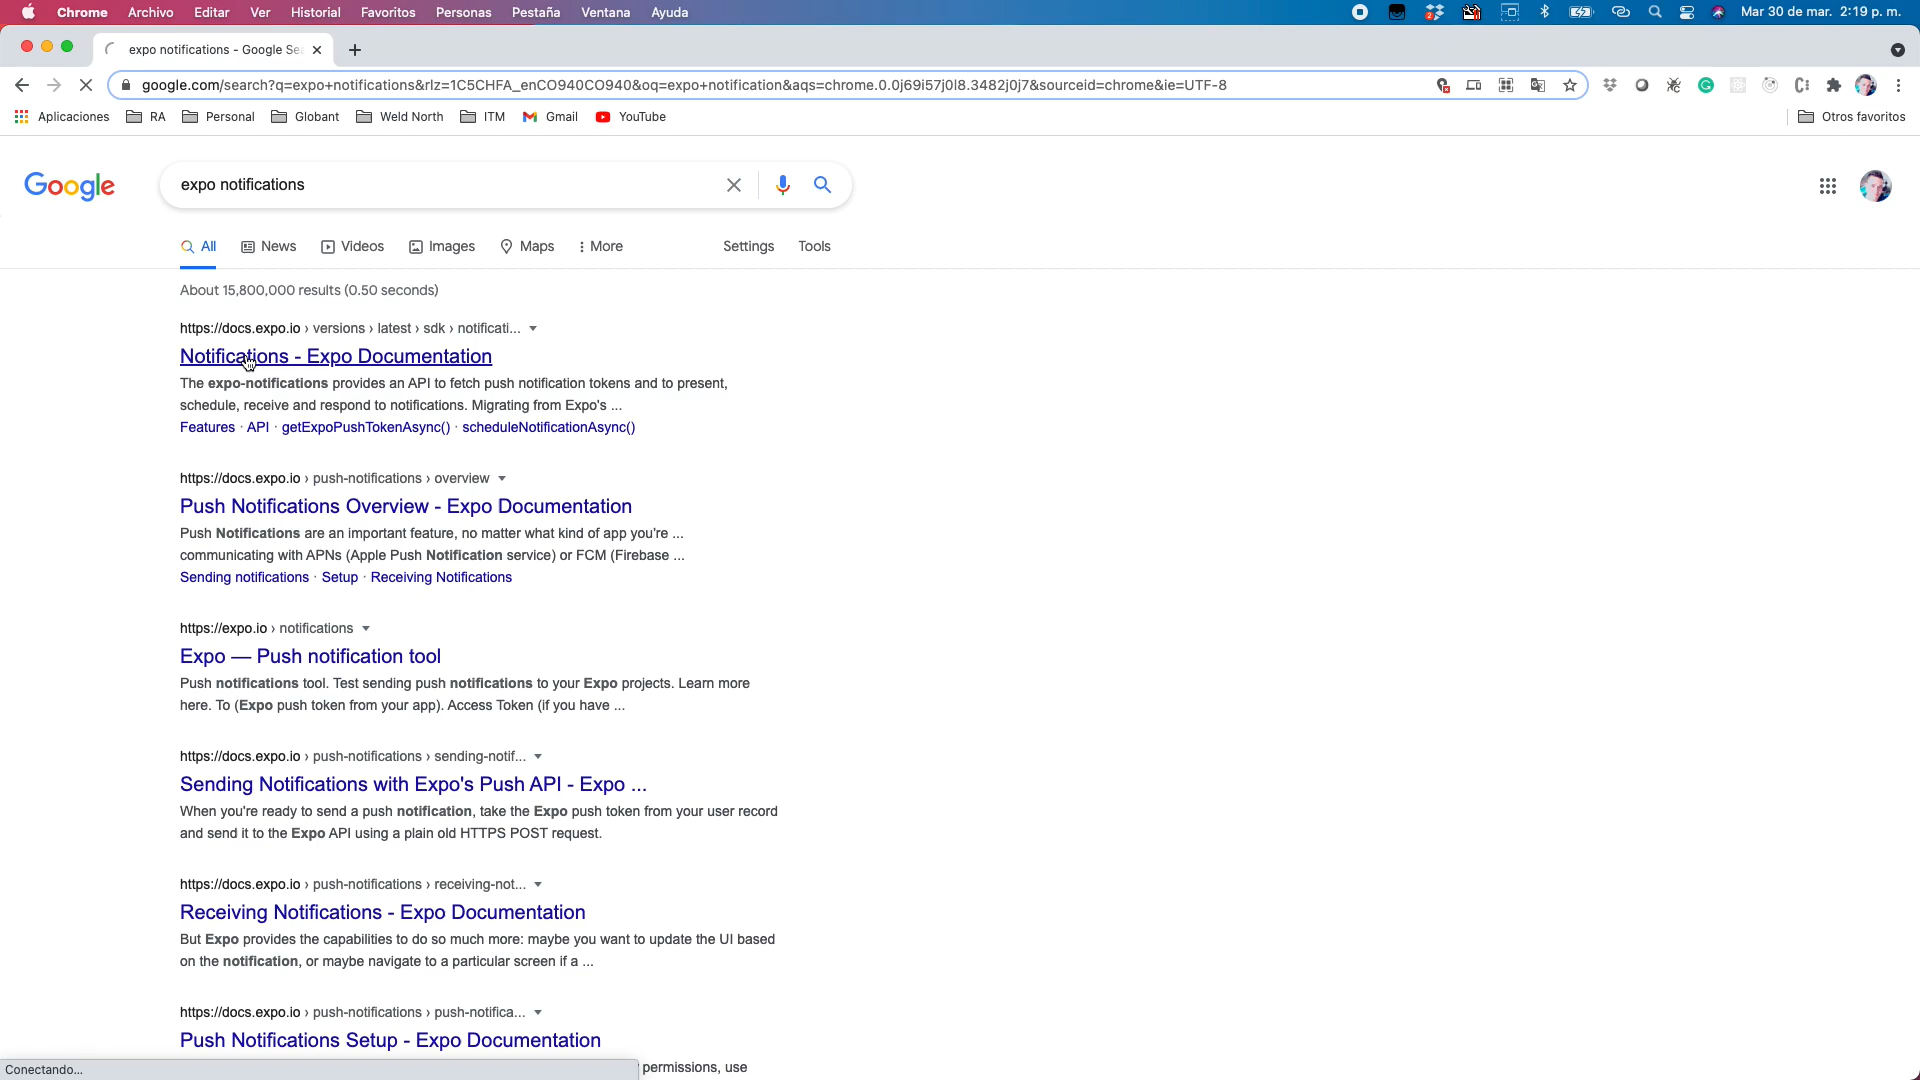 Chrome Archivo Editar Ver Historial Favoritos Personas Pestaña Ventana Ayuda Mar 30 de mar. 2:19 p. m.
expo notifications - Google Se
google.com/search?q=expo+notifications&rlz=1C5CHFA_enCO940CO940&oq=expo+notification&aqs=chrome.0.0j69i57j0l8.3482j0j7&sourceid=chrome&ie=UTF-8
Aplicaciones RA Personal Globant Weld North ITM Gmail YouTube Otros favoritos
Google expo notifications
All News Videos Images Maps More Settings Tools
About 15,800,000 results (0.50 seconds)
https://docs.expo.io › versions › latest › sdk › notificati...
Notifications - Expo Documentation
The expo-notifications provides an API to fetch push notification tokens and to present,
schedule, receive and respond to notifications. Migrating from Expo's ...
Features · API · getExpoPushTokenAsync() · scheduleNotificationAsync()
https://docs.expo.io › push-notifications › overview
Push Notifications Overview - Expo Documentation
Push Notifications are an important feature, no matter what kind of app you're ...
communicating with APNs (Apple Push Notification service) or FCM (Firebase ...
Sending notifications · Setup · Receiving Notifications
https://expo.io › notifications
Expo — Push notification tool
Push notifications tool. Test sending push notifications to your Expo projects. Learn more
here. To (Expo push token from your app). Access Token (if you have ...
https://docs.expo.io › push-notifications › sending-notif...
Sending Notifications with Expo's Push API - Expo ...
When you're ready to send a push notification, take the Expo push token from your user record
and send it to the Expo API using a plain old HTTPS POST request.
https://docs.expo.io › push-notifications › receiving-not...
Receiving Notifications - Expo Documentation
But Expo provides the capabilities to do so much more: maybe you want to update the UI based
on the notification, or maybe navigate to a particular screen if a ...
https://docs.expo.io › push-notifications › push-notifica...
Push Notifications Setup - Expo Documentation
permissions, use
Conectando...